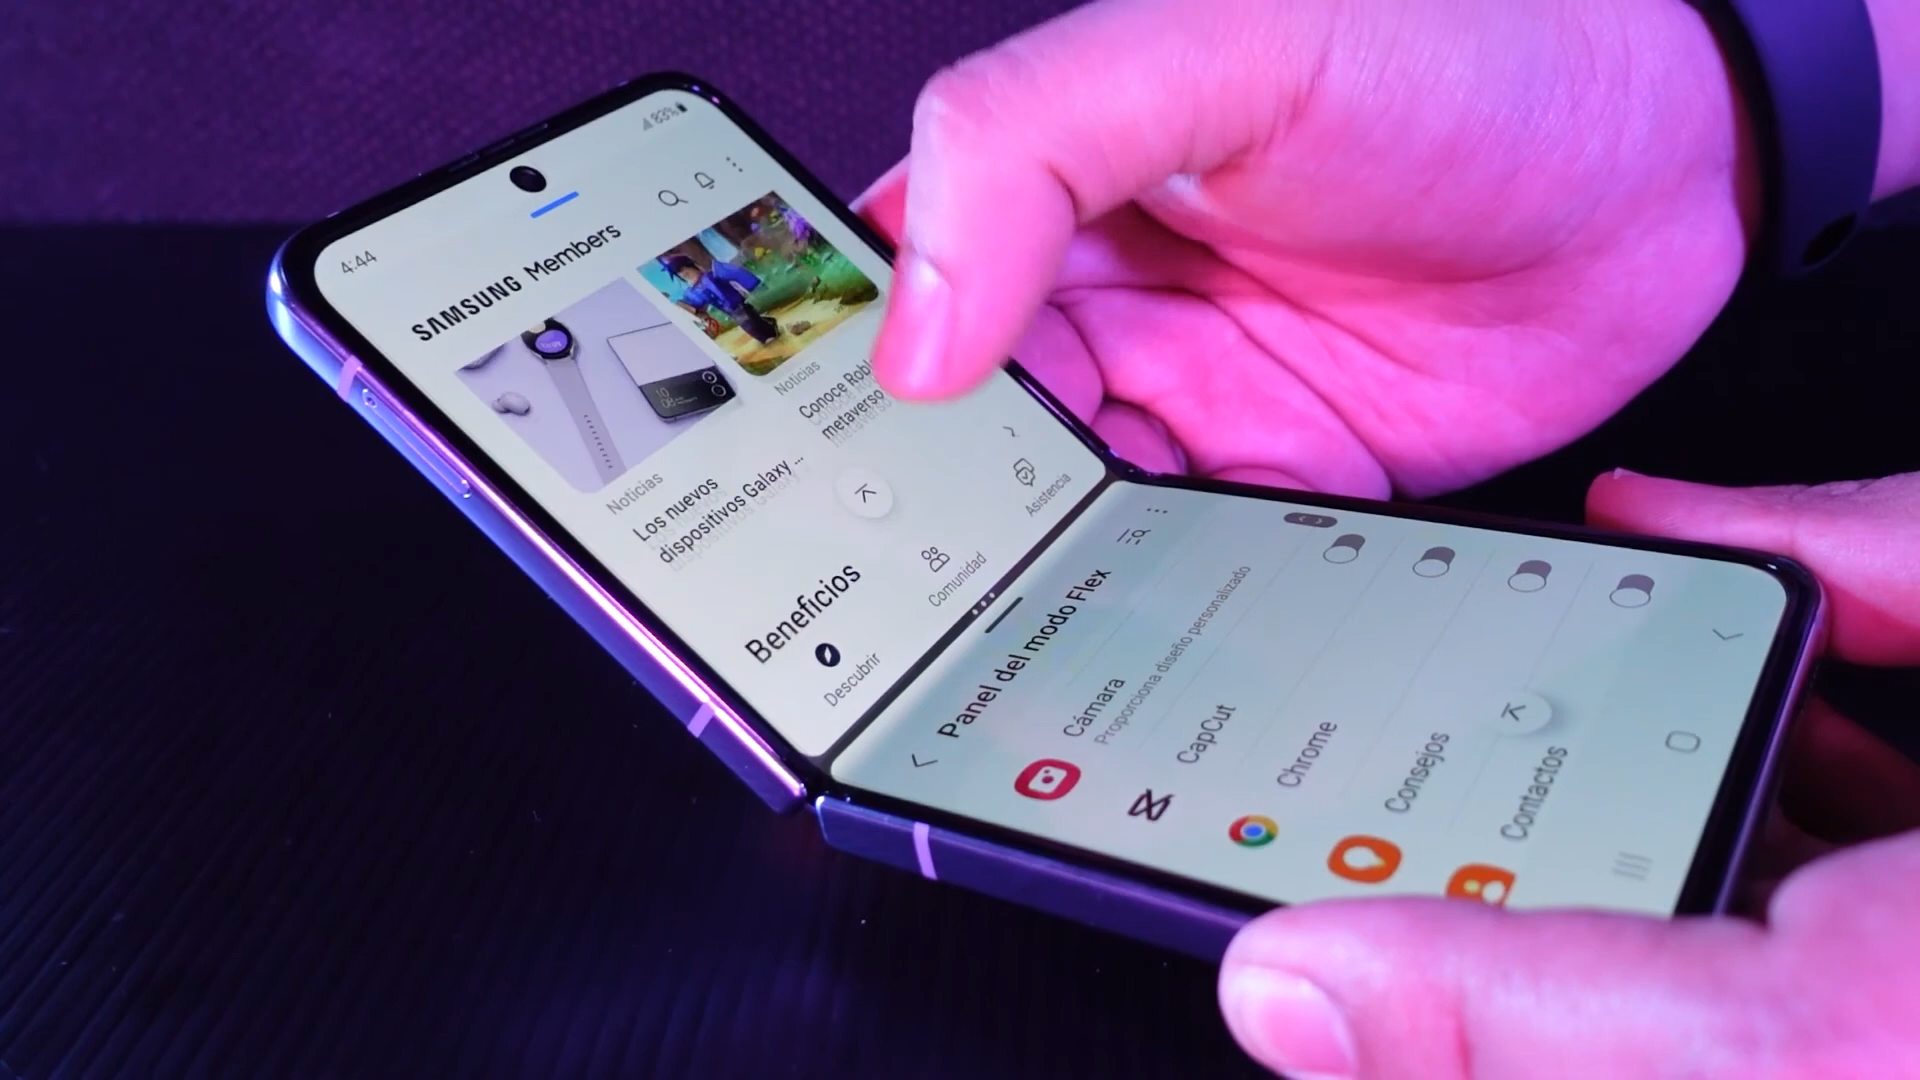 4:44
83%
SAMSUNG Members
Noticias
Los nuevos
dispositivos Galaxy ...
Noticias
Conoce
metaverso
Beneficios
Descubrir
Comunidad
Asistencia
Panel del modo Flex
Cámara
Proporciona diseño personalizado
CapCut
Chrome
Consejos
Contactos